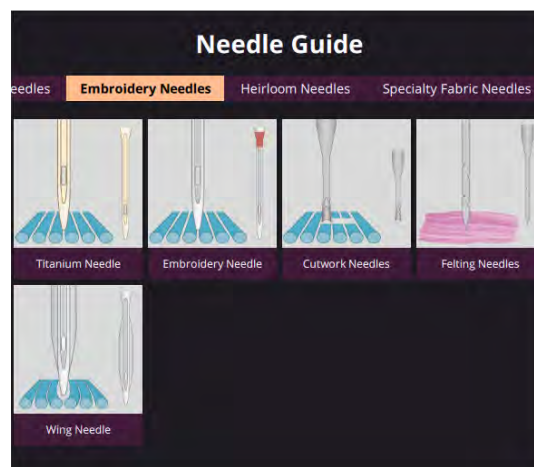 Needle Guide
eedles Embroidery Needles Heirloom Needles Specialty Fabric Needles
Titanium Needle Embroidery Needle Cutwork Needles Felting Needles
Wing Needle